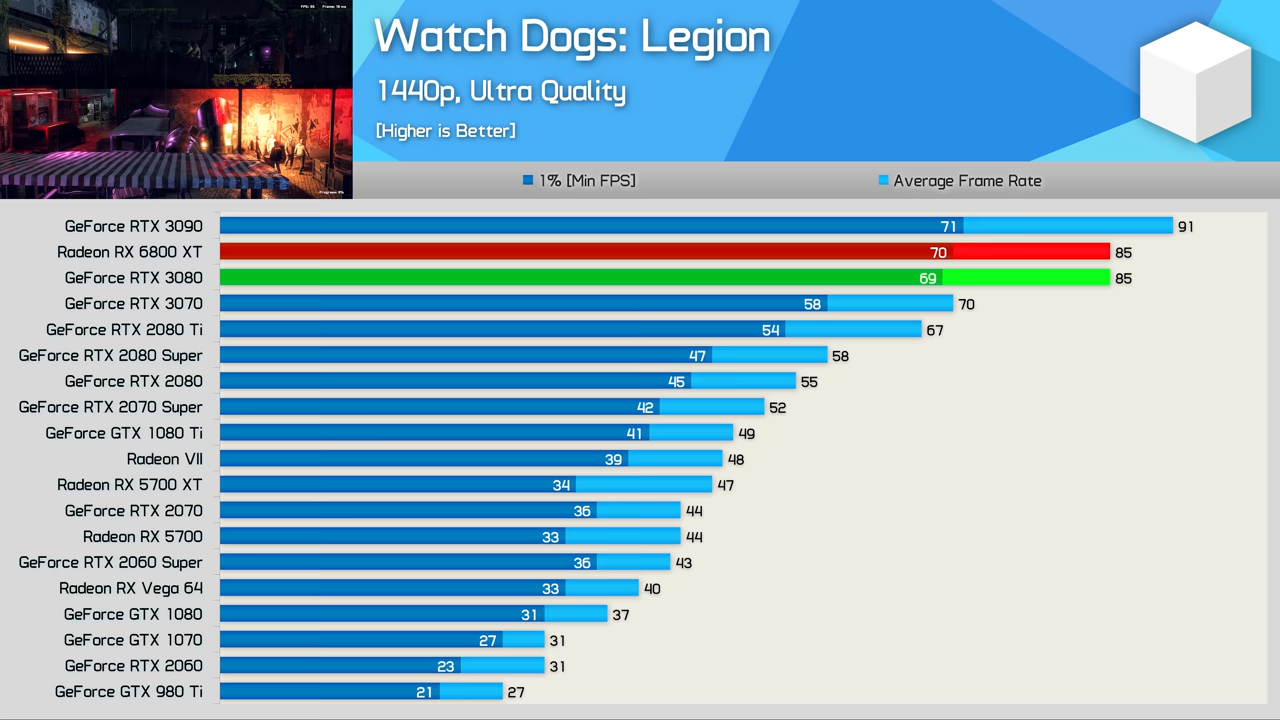 FPS: 65 Frame: 16 ms
Watch Dogs: Legion
1440p, Ultra Quality
[Higher is Better]
1% [Min FPS] Average Frame Rate
GeForce RTX 3090 71 91
Radeon RX 6800 XT 70 85
GeForce RTX 3080 69 85
GeForce RTX 3070 58 70
GeForce RTX 2080 Ti 54 67
GeForce RTX 2080 Super 47 58
GeForce RTX 2080 45 55
GeForce RTX 2070 Super 42 52
GeForce GTX 1080 Ti 41 49
Radeon VII 39 48
Radeon RX 5700 XT 34 47
GeForce RTX 2070 36 44
Radeon RX 5700 33 44
GeForce RTX 2060 Super 36 43
Radeon RX Vega 64 33 40
GeForce GTX 1080 31 37
GeForce GTX 1070 27 31
GeForce RTX 2060 23 31
GeForce GTX 980 Ti 21 27